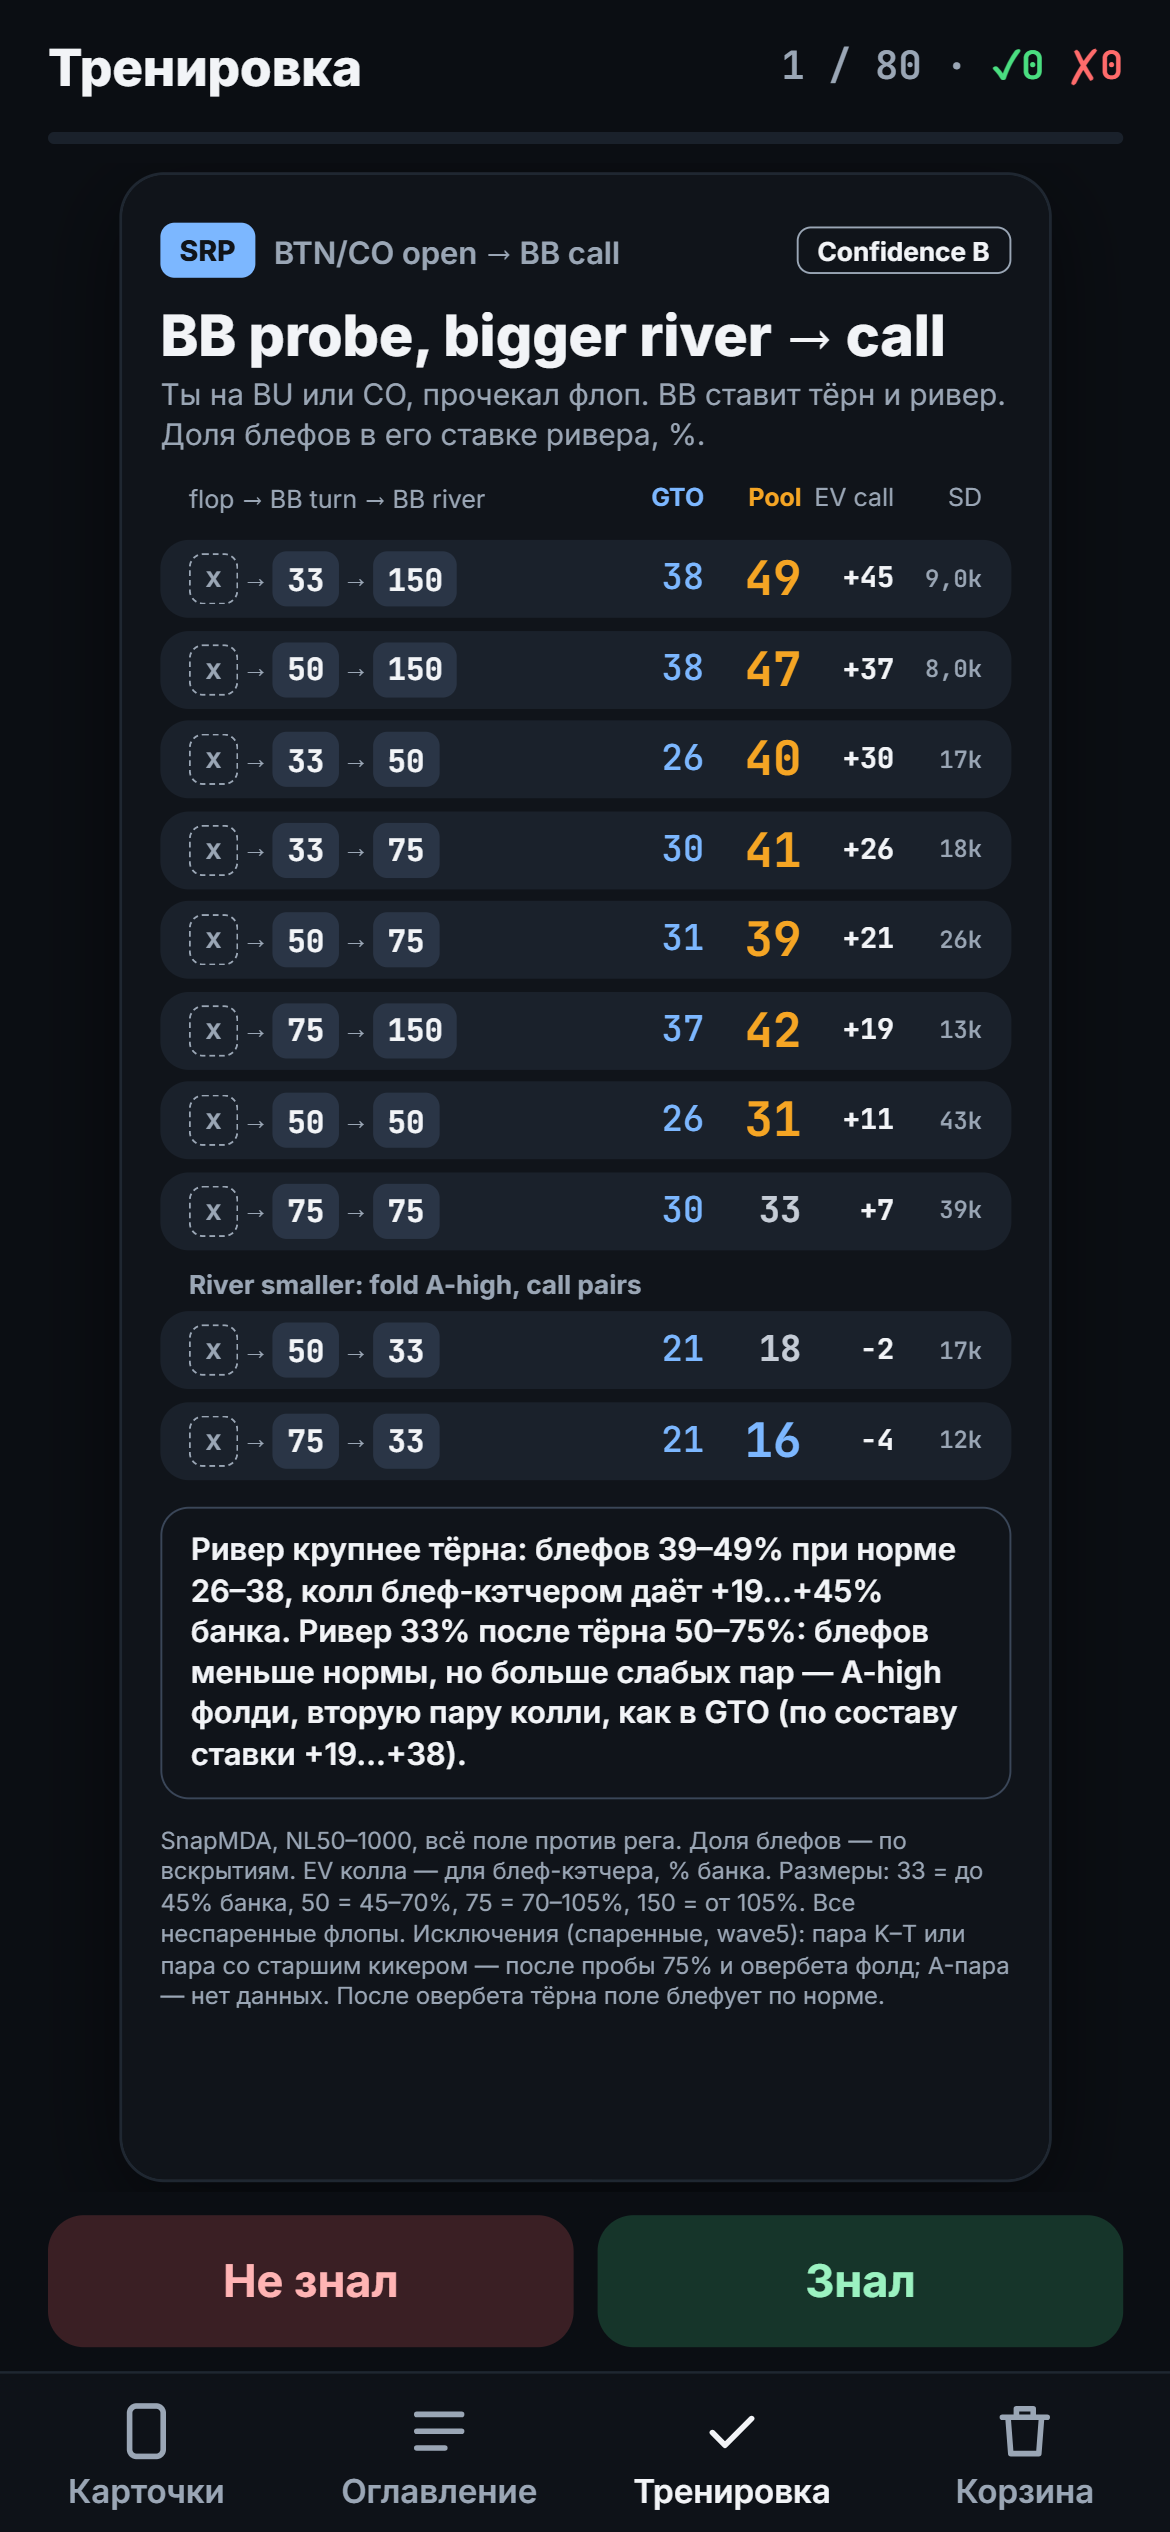 Тренировка 1 / 80 · ✓0 ✗0
SRP BTN/CO open → BB call Confidence B
BB probe, bigger river → call
Ты на BU или CO, прочекал флоп. BB ставит тёрн и ривер.
Доля блефов в его ставке ривера, %.
flop → BB turn → BB river GTO Pool EV call SD
X → 33 → 150 38 49 +45 9,0k
X → 50 → 150 38 47 +37 8,0k
X → 33 → 50 26 40 +30 17k
X → 33 → 75 30 41 +26 18k
X → 50 → 75 31 39 +21 26k
X → 75 → 150 37 42 +19 13k
X → 50 → 50 26 31 +11 43k
X → 75 → 75 30 33 +7 39k
River smaller: fold A-high, call pairs
X → 50 → 33 21 18 -2 17k
X → 75 → 33 21 16 -4 12k
Ривер крупнее тёрна: блефов 39–49% при норме
26–38, колл блеф-кэтчером даёт +19…+45%
банка. Ривер 33% после тёрна 50–75%: блефов
меньше нормы, но больше слабых пар — A-high
фолди, вторую пару колли, как в GTO (по составу
ставки +19…+38).
SnapMDA, NL50–1000, всё поле против рега. Доля блефов — по
вскрытиям. EV колла — для блеф-кэтчера, % банка. Размеры: 33 = до
45% банка, 50 = 45–70%, 75 = 70–105%, 150 = от 105%. Все
неспаренные флопы. Исключения (спаренные, wave5): пара K–T или
пара со старшим кикером — после пробы 75% и овербета фолд; A-пара
— нет данных. После овербета тёрна поле блефует по норме.
Не знал Знал
Карточки Оглавление Тренировка Корзина